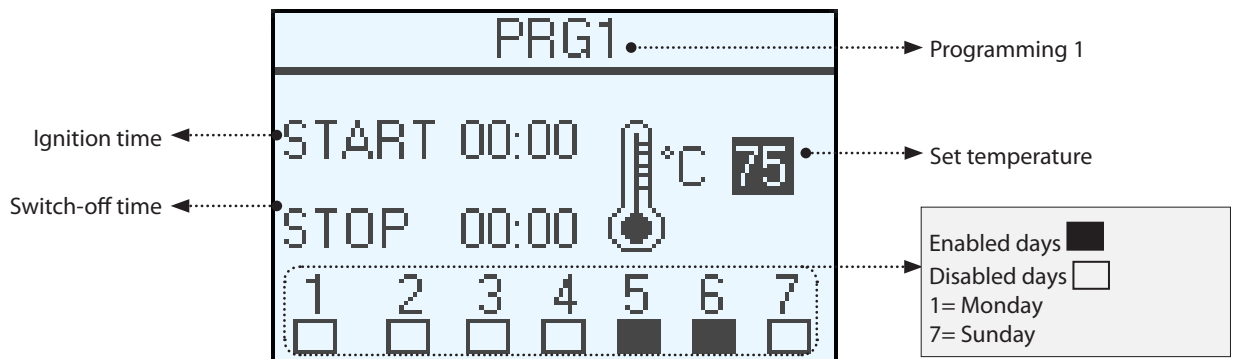 PRG1
Programming 1
Ignition time
START 00:00
°C 75
Set temperature
Switch-off time
STOP 00:00
Enabled days
Disabled days
1= Monday
7= Sunday
1 2 3 4 5 6 7